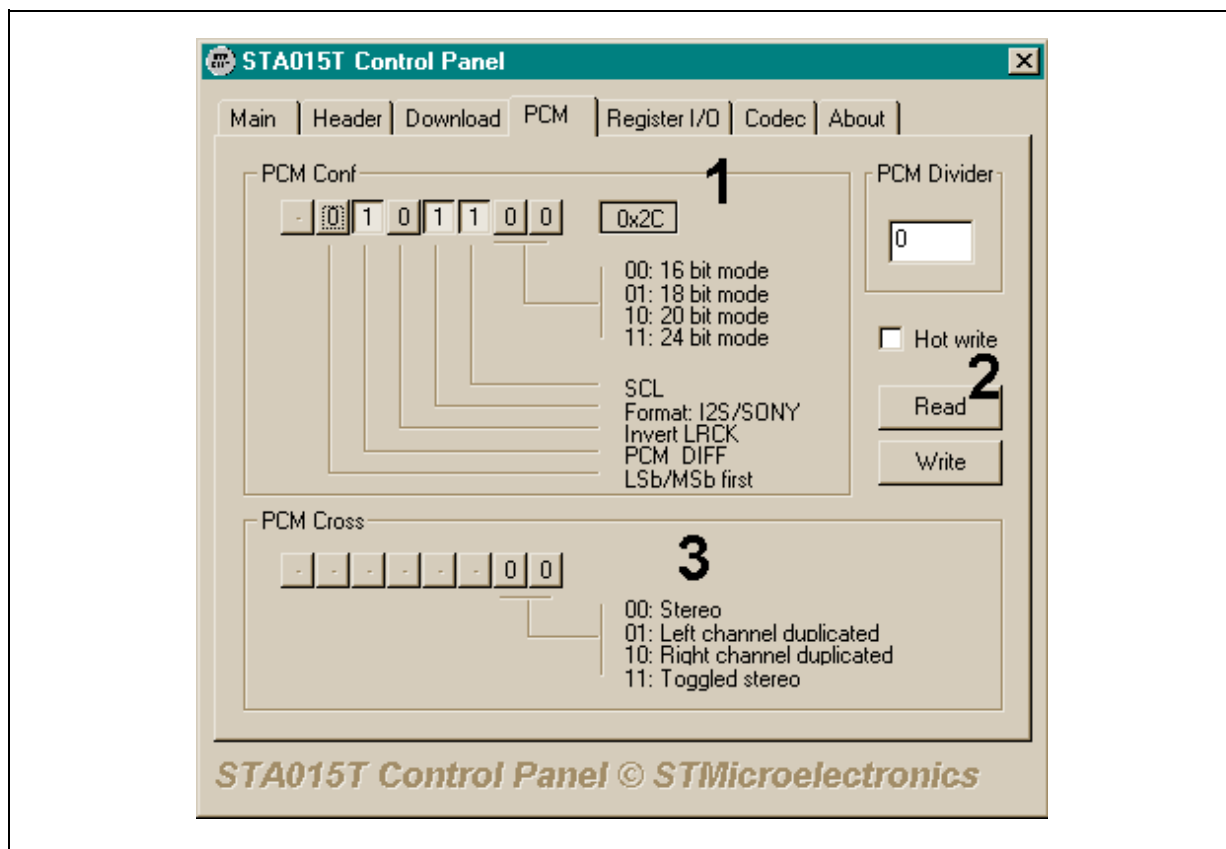 STA015T Control Panel
Main Header Download PCM Register I/O Codec About
PCM Conf
1
- 0 1 0 1 1 0 0 0x2C
00: 16 bit mode
01: 18 bit mode
10: 20 bit mode
11: 24 bit mode
SCL
Format: I2S/SONY
Invert LRCK
PCM_DIFF
LSb/MSb first
PCM Divider
0
Hot write
2
Read
Write
PCM Cross
- - - - - - 0 0
3
00: Stereo
01: Left channel duplicated
10: Right channel duplicated
11: Toggled stereo
STA015T Control Panel © STMicroelectronics